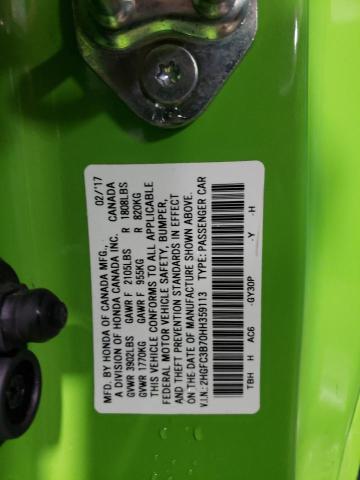 MFD. BY HONDA OF CANADA MFG., 02/'17
A DIVISION OF HONDA CANADA INC. CANADA
GVWR 3902LBS GAWR F 2105LBS R 1808LBS
GVWR 1770KG GAWR F 955KG R 820KG
THIS VEHICLE CONFORMS TO ALL APPLICABLE
FEDERAL MOTOR VEHICLE SAFETY, BUMPER,
AND THEFT PREVENTION STANDARDS IN EFFECT
ON THE DATE OF MANUFACTURE SHOWN ABOVE.
V.I.N.: 2HGFC3B70HH359113 TYPE: PASSENGER CAR
TBH H AC6 -GY30P -Y -H